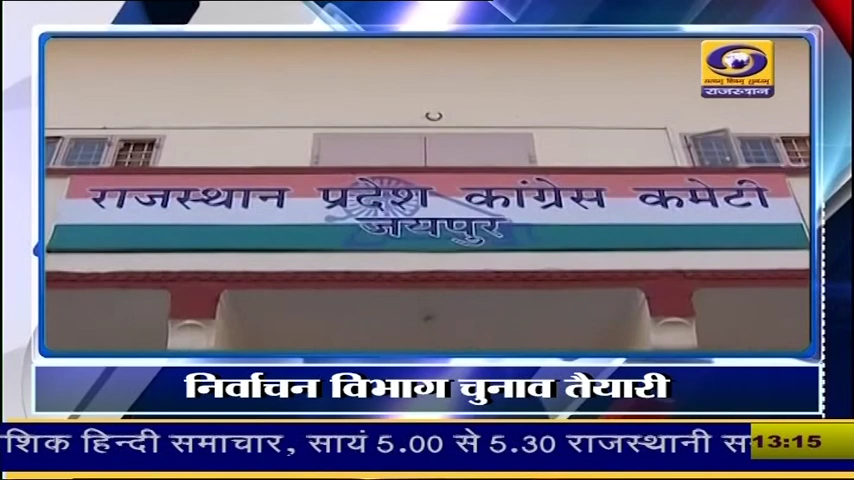 सत्यम् शिवम् सुन्दरम्
राजस्थान
राजस्थान प्रदेश कांग्रेस कमेटी
जयपुर
निर्वाचन विभाग चुनाव तैयारी
शिक हिन्दी समाचार, सायं 5.00 से 5.30 राजस्थानी स
13:15